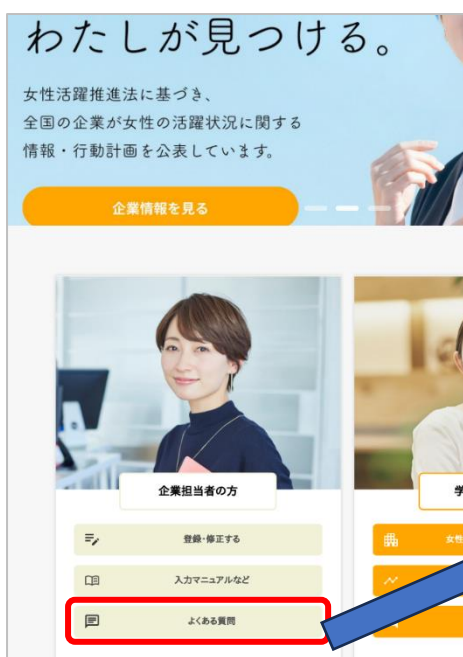 わたしが見つける。
女性活躍推進法に基づき、
全国の企業が女性の活躍状況に関する
情報・行動計画を公表しています。
企業情報を見る
企業担当者の方
学
登録・修正する
女性
入力マニュアルなど
よくある質問